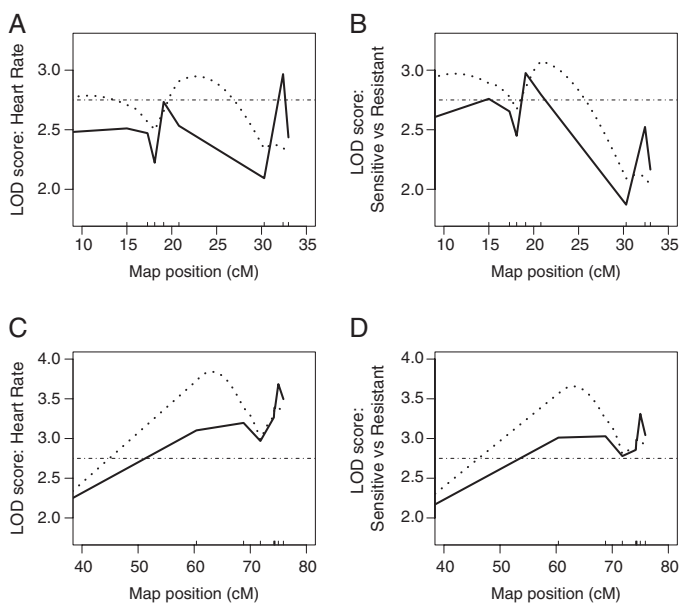 A
LOD score: Heart Rate
3.0
2.5
2.0
10 15 20 25 30 35
Map position (cM)
B
LOD score:
Sensitive vs Resistant
3.0
2.5
2.0
10 15 20 25 30 35
Map position (cM)
C
LOD score: Heart Rate
4.0
3.5
3.0
2.5
2.0
40 50 60 70 80
Map position (cM)
D
LOD score:
Sensitive vs Resistant
4.0
3.5
3.0
2.5
2.0
40 50 60 70 80
Map position (cM)